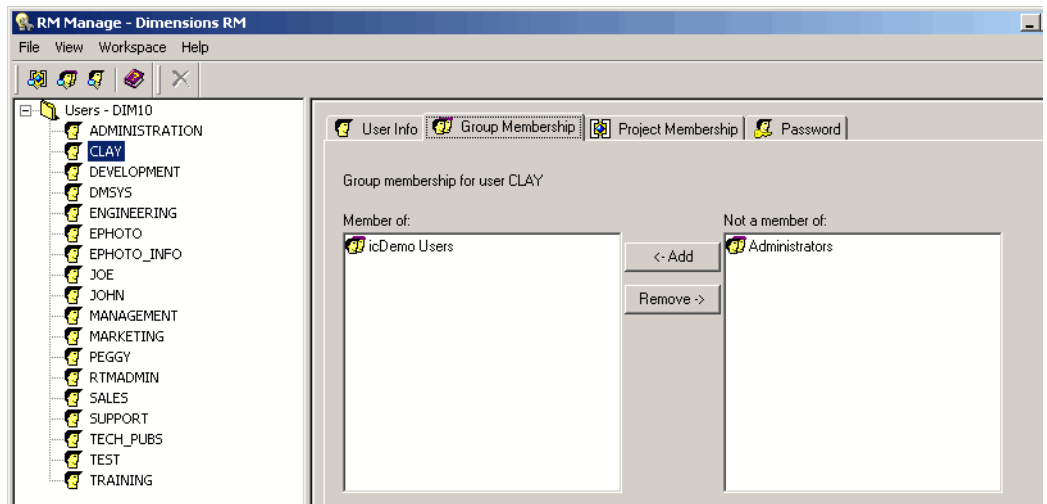 RM Manage - Dimensions RM
File View Workspace Help
Users - DIM10
ADMINISTRATION
CLAY
DEVELOPMENT
DMSYS
ENGINEERING
EPHOTO
EPHOTO_INFO
JOE
JOHN
MANAGEMENT
MARKETING
PEGGY
RTMADMIN
SALES
SUPPORT
TECH_PUBS
TEST
TRAINING
User Info Group Membership Project Membership Password
Group membership for user CLAY
Member of: Not a member of:
icDemo Users Administrators
<- Add
Remove ->